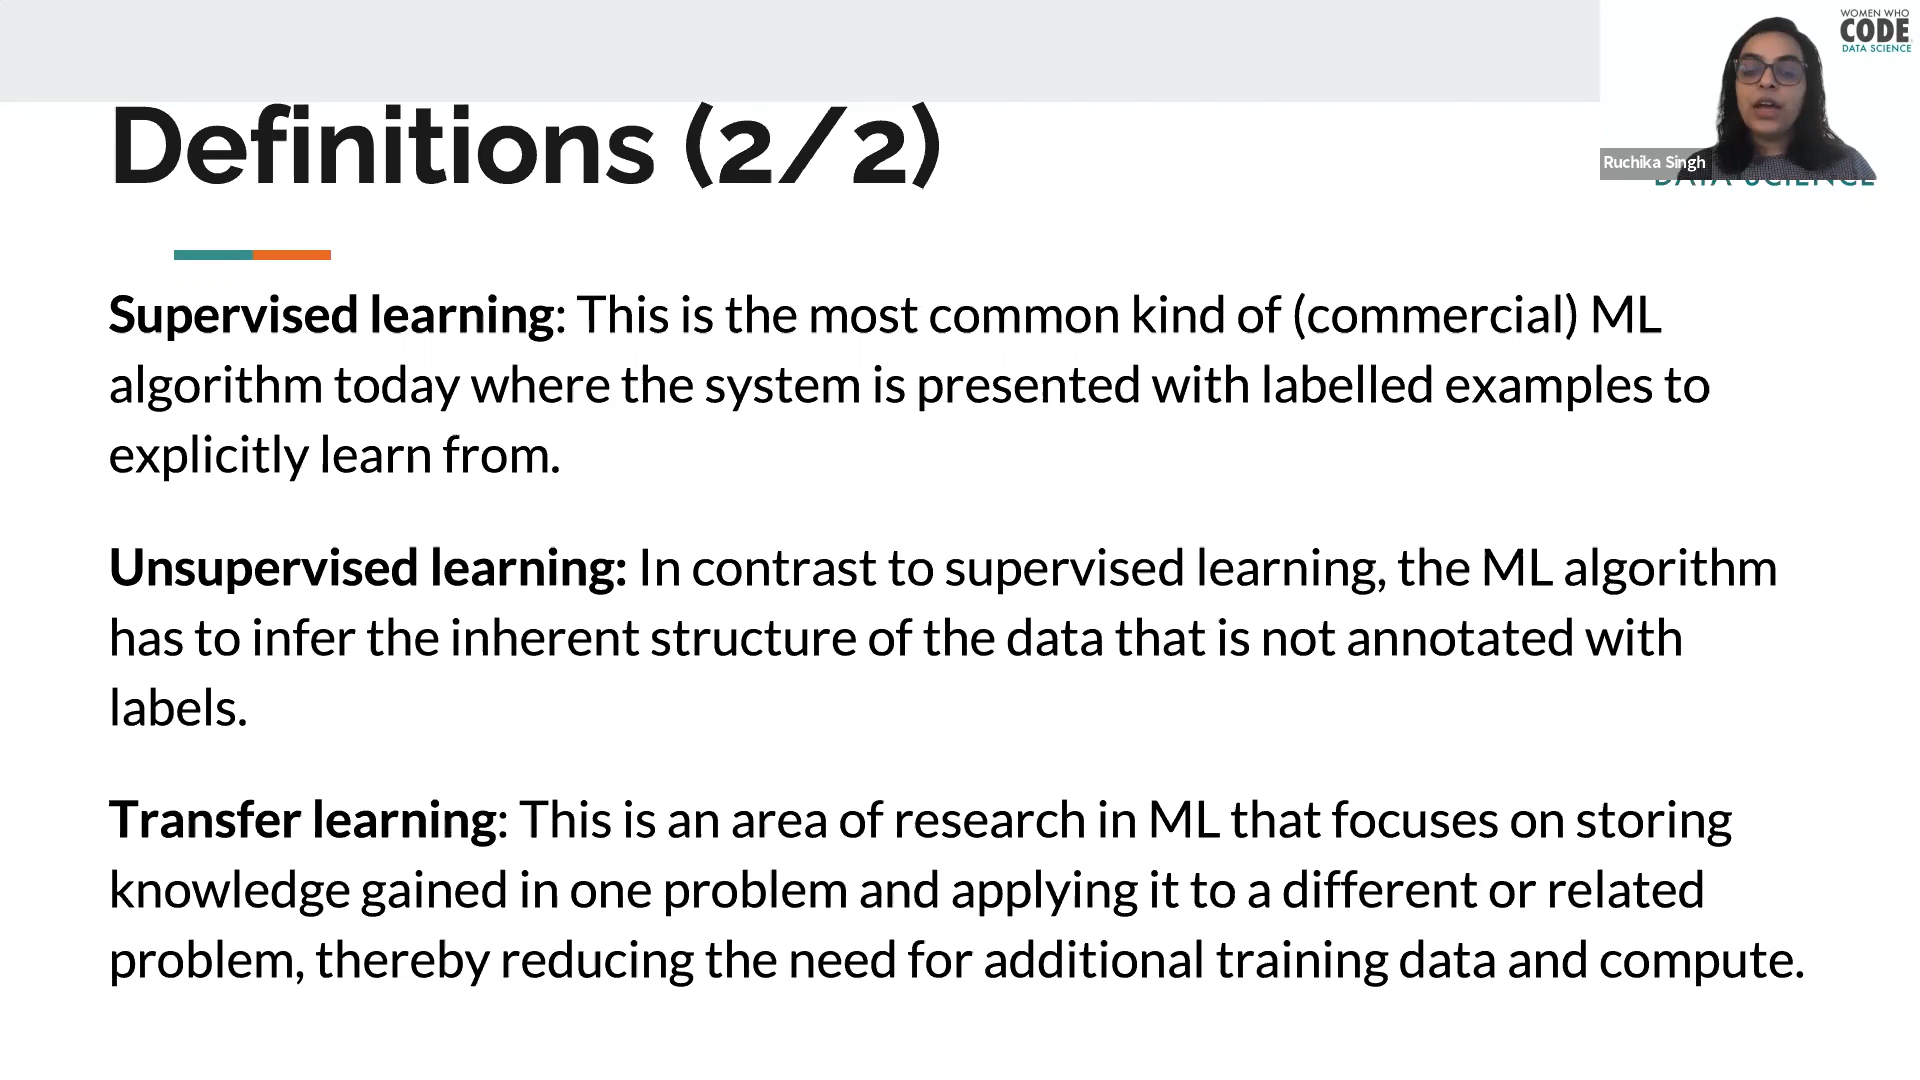 WOMEN WHO
CODE
DATA SCIENCE
Definitions (2/2)
Ruchika Singh
DATA SCIENCE
Supervised learning: This is the most common kind of (commercial) ML
algorithm today where the system is presented with labelled examples to
explicitly learn from.
Unsupervised learning: In contrast to supervised learning, the ML algorithm
has to infer the inherent structure of the data that is not annotated with
labels.
Transfer learning: This is an area of research in ML that focuses on storing
knowledge gained in one problem and applying it to a different or related
problem, thereby reducing the need for additional training data and compute.